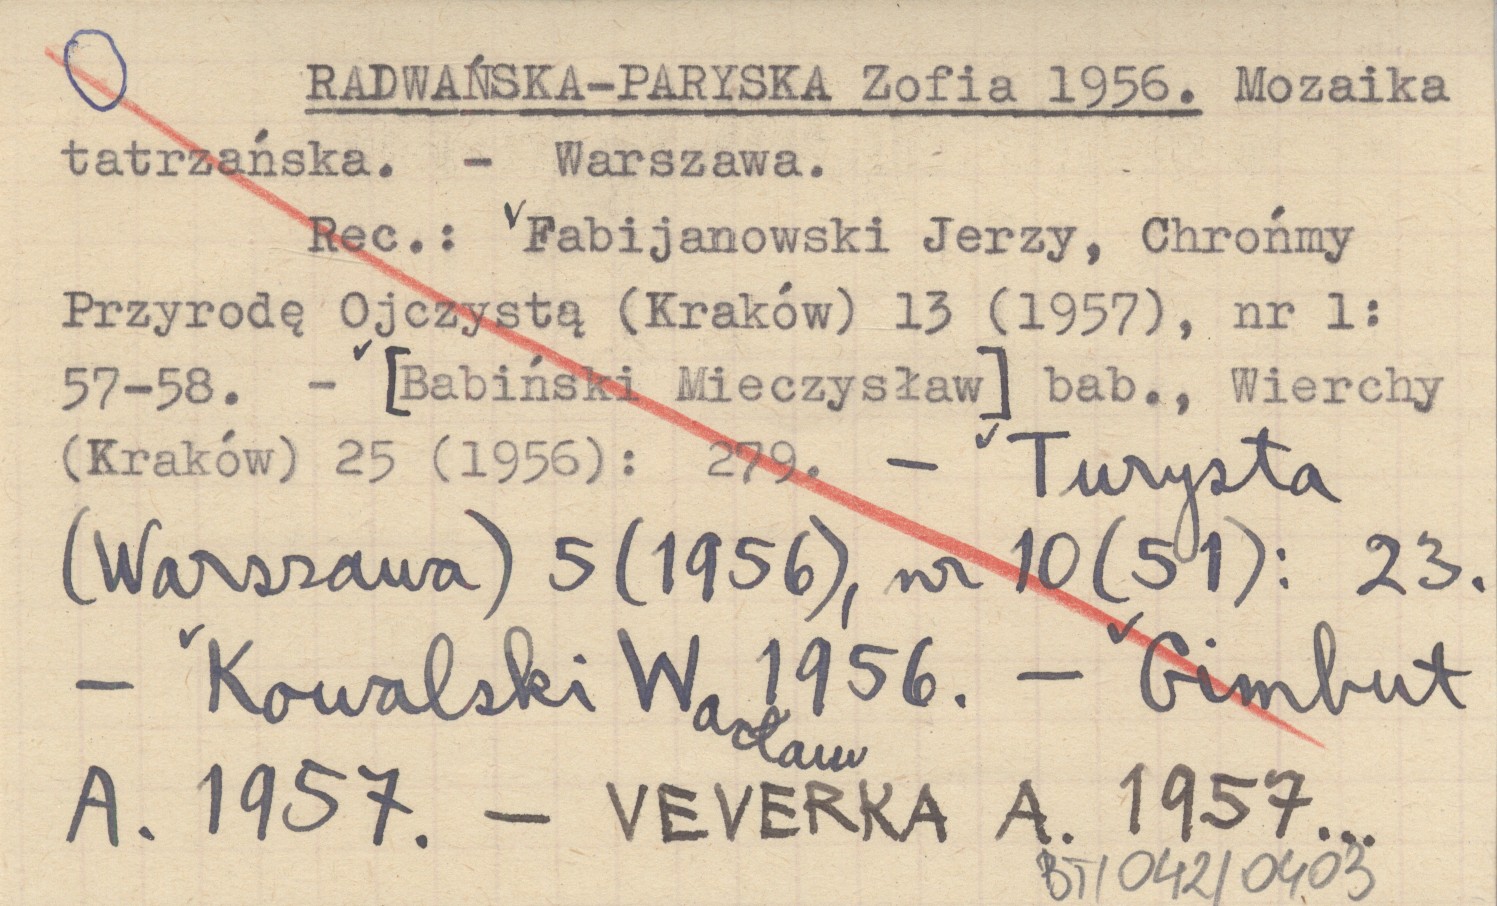 RADWAŃSKA-PARYSKA Zofia 1956. Mozaika
tatrzańska. - Warszawa.
Rec.: Fabijanowski Jerzy, Chrońmy
Przyrodę Ojczystą (Kraków) 13 (1957), nr 1:
57-58. - [Babiński Mieczysław] bab., Wierchy
(Kraków) 25 (1956): 279. - Turysta
(Warszawa) 5 (1956), nr 10 (51): 23.
- Kowalski Wacław 1956. - Gimbut
A. 1957. - VEVERKA A. 1957...
BT/042/0403